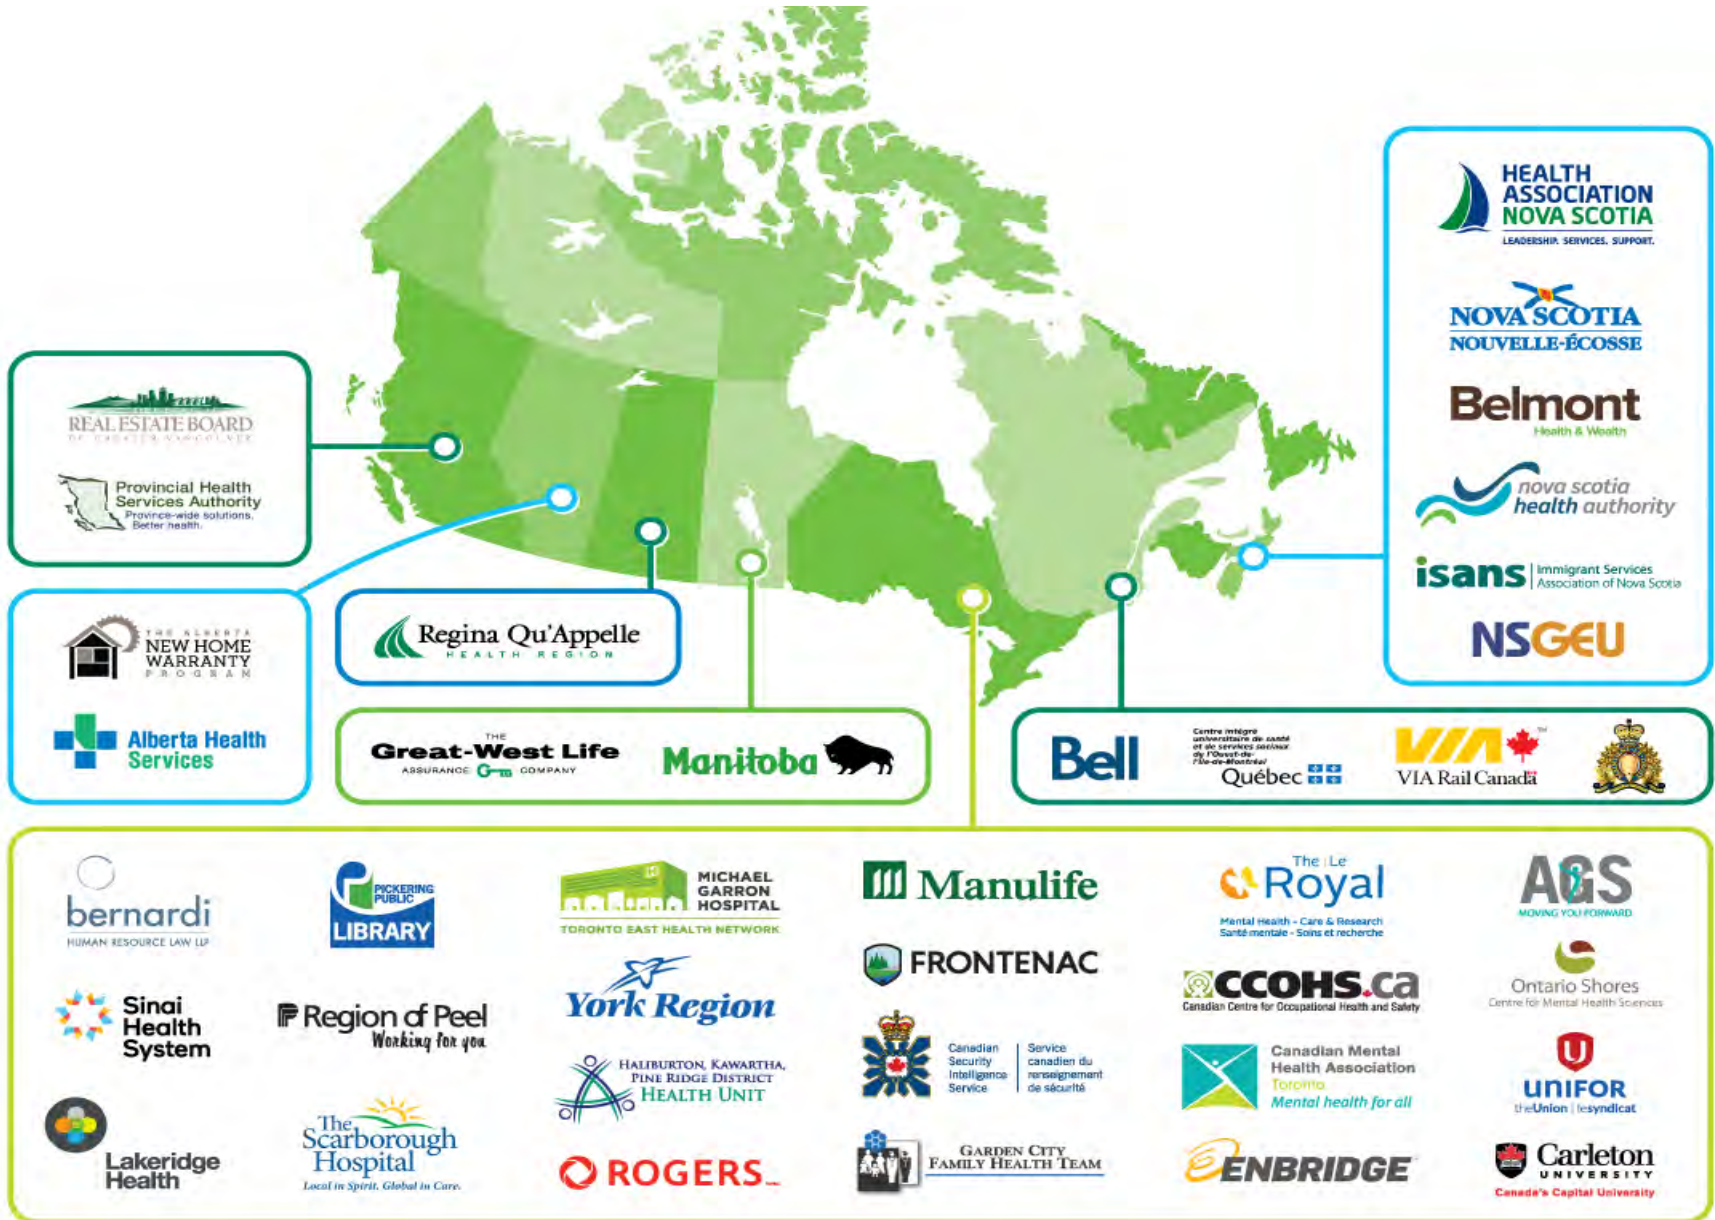 HEALTH
ASSOCIATION
NOVA SCOTIA
LEADERSHIP. SERVICES. SUPPORT.
NOVA SCOTIA
NOUVELLE-ÉCOSSE
Belmont
Health & Wealth
nova scotia
health authority
isans
Immigrant Services
Association of Nova Scotia
NSGEU
REAL ESTATE BOARD
OF GREATER VANCOUVER
Provincial Health
Services Authority
Province-wide solutions.
Better health.
THE ALBERTA
NEW HOME
WARRANTY
PROGRAM
Alberta Health
Services
Regina Qu'Appelle
HEALTH REGION
THE
Great-West Life
ASSURANCE G-W COMPANY
Manitoba
Bell
Centre intégré
universitaire de santé
et de services sociaux
de l'Ouest-de-
l'Île-de-Montréal
Québec
VIA
TM
VIA Rail Canada
bernardi
HUMAN RESOURCE LAW LLP
Sinai
Health
System
Lakeridge
Health
PICKERING
PUBLIC
LIBRARY
Region of Peel
Working for you
The
Scarborough
Hospital
Local in Spirit. Global in Care.
MICHAEL
GARRON
HOSPITAL
TORONTO EAST HEALTH NETWORK
York Region
HALIBURTON, KAWARTHA,
PINE RIDGE DISTRICT
HEALTH UNIT
ROGERS
Manulife
FRONTENAC
Canadian
Security
Intelligence
Service
Service
canadien du
renseignement
de sécurité
GARDEN CITY
FAMILY HEALTH TEAM
The Le
Royal
Mental Health - Care & Research
Santé mentale - Soins et recherche
CCOHS.ca
Canadian Centre for Occupational Health and Safety
Canadian Mental
Health Association
Toronto
Mental health for all
ENBRIDGE
AGS
MOVING YOU FORWARD
Ontario Shores
Centre for Mental Health Sciences
UNIFOR
theUnion | lesyndicat
Carleton
UNIVERSITY
Canada's Capital University